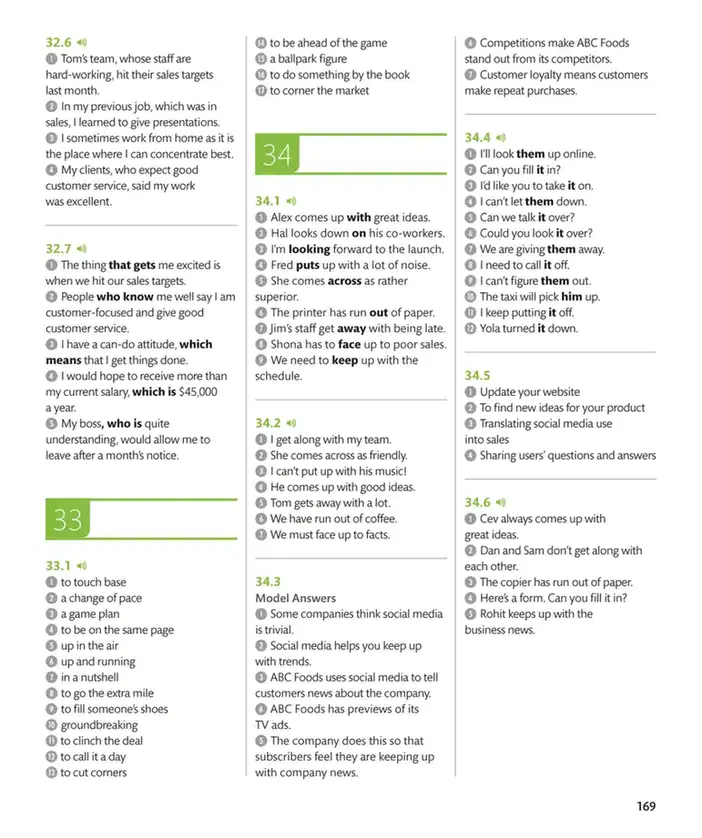 32.6
1 Tom's team, whose staff are
hard-working, hit their sales targets
last month.
2 In my previous job, which was in
sales, I learned to give presentations.
3 I sometimes work from home as it is
the place where I can concentrate best.
4 My clients, who expect good
customer service, said my work
was excellent.
32.7
1 The thing that gets me excited is
when we hit our sales targets.
2 People who know me well say I am
customer-focused and give good
customer service.
3 I have a can-do attitude, which
means that I get things done.
4 I would hope to receive more than
my current salary, which is $45,000
a year.
5 My boss, who is quite
understanding, would allow me to
leave after a month's notice.
33
33.1
1 to touch base
2 a change of pace
3 a game plan
4 to be on the same page
5 up in the air
6 up and running
7 in a nutshell
8 to go the extra mile
9 to fill someone's shoes
10 groundbreaking
11 to clinch the deal
12 to call it a day
13 to cut corners
14 to be ahead of the game
15 a ballpark figure
16 to do something by the book
17 to corner the market
34
34.1
1 Alex comes up with great ideas.
2 Hal looks down on his co-workers.
3 I'm looking forward to the launch.
4 Fred puts up with a lot of noise.
5 She comes across as rather
superior.
6 The printer has run out of paper.
7 Jim's staff get away with being late.
8 Shona has to face up to poor sales.
9 We need to keep up with the
schedule.
34.2
1 I get along with my team.
2 She comes across as friendly.
3 I can't put up with his music!
4 He comes up with good ideas.
5 Tom gets away with a lot.
6 We have run out of coffee.
7 We must face up to facts.
34.3
Model Answers
1 Some companies think social media
is trivial.
2 Social media helps you keep up
with trends.
3 ABC Foods uses social media to tell
customers news about the company.
4 ABC Foods has previews of its
TV ads.
5 The company does this so that
subscribers feel they are keeping up
with company news.
6 Competitions make ABC Foods
stand out from its competitors.
7 Customer loyalty means customers
make repeat purchases.
34.4
1 I'll look them up online.
2 Can you fill it in?
3 I'd like you to take it on.
4 I can't let them down.
5 Can we talk it over?
6 Could you look it over?
7 We are giving them away.
8 I need to call it off.
9 I can't figure them out.
10 The taxi will pick him up.
11 I keep putting it off.
12 Yola turned it down.
34.5
1 Update your website
2 To find new ideas for your product
3 Translating social media use
into sales
4 Sharing users' questions and answers
34.6
1 Cev always comes up with
great ideas.
2 Dan and Sam don't get along with
each other.
3 The copier has run out of paper.
4 Here's a form. Can you fill it in?
5 Rohit keeps up with the
business news.
169